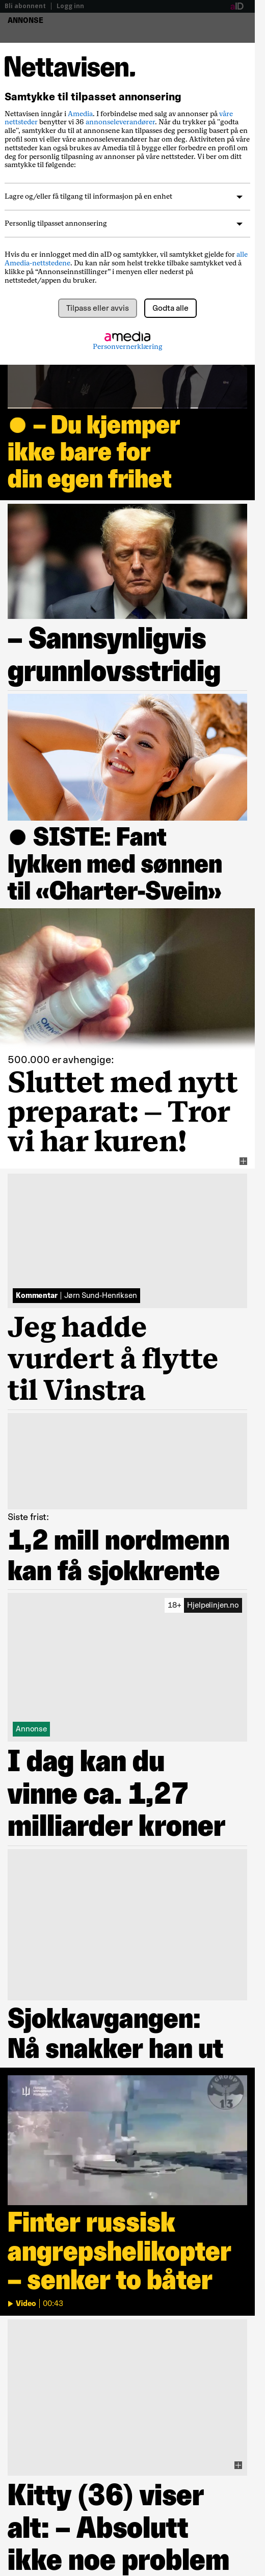 Bli abonnent | Logg inn aID
ANNONSE
Nettavisen.
Samtykke til tilpasset annonsering
Nettavisen inngår i Amedia. I forbindelse med salg av annonser på våre
nettsteder benytter vi 36 annonseleverandører. Når du trykker på "godta
alle", samtykker du til at annonsene kan tilpasses deg personlig basert på en
profil som vi eller våre annonseleverandører har om deg. Aktiviteten på våre
nettsteder kan også brukes av Amedia til å bygge eller forbedre en profil om
deg for personlig tilpasning av annonser på våre nettsteder. Vi ber om ditt
samtykke til følgende:
Lagre og/eller få tilgang til informasjon på en enhet
Personlig tilpasset annonsering
Hvis du er innlogget med din aID og samtykker, vil samtykket gjelde for alle
Amedia-nettstedene. Du kan når som helst trekke tilbake samtykket ved å
klikke på “Annonseinnstillinger” i menyen eller nederst på
nettstedet/appen du bruker.
Tilpass eller avvis
Godta alle
amedia
Personvernerklæring
– Du kjemper
ikke bare for
din egen frihet
– Sannsynligvis
grunnlovsstridig
SISTE: Fant
lykken med sønnen
til «Charter-Svein»
Otrivin
500.000 er avhengige:
Sluttet med nytt
preparat: – Tror
vi har kuren!
Kommentar | Jørn Sund-Henriksen
Jeg hadde
vurdert å flytte
til Vinstra
Siste frist:
1,2 mill nordmenn
kan få sjokkrente
18+ Hjelpelinjen.no
Annonse
I dag kan du
vinne ca. 1,27
milliarder kroner
Sjokkavgangen:
Nå snakker han ut
13
Finter russisk
angrepshelikopter
– senker to båter
Video | 00:43
Kitty (36) viser
alt: – Absolutt
ikke noe problem